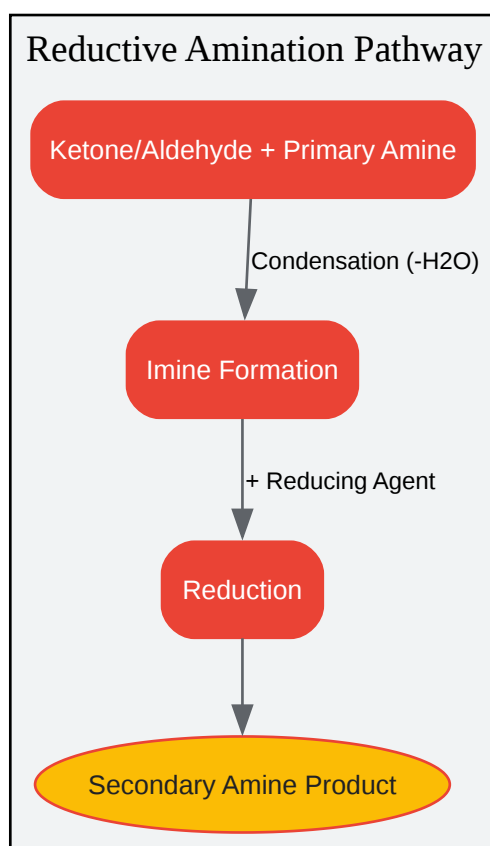 Reductive Amination Pathway
Ketone/Aldehyde + Primary Amine
Condensation (-H2O)
Imine Formation
+ Reducing Agent
Reduction
Secondary Amine Product